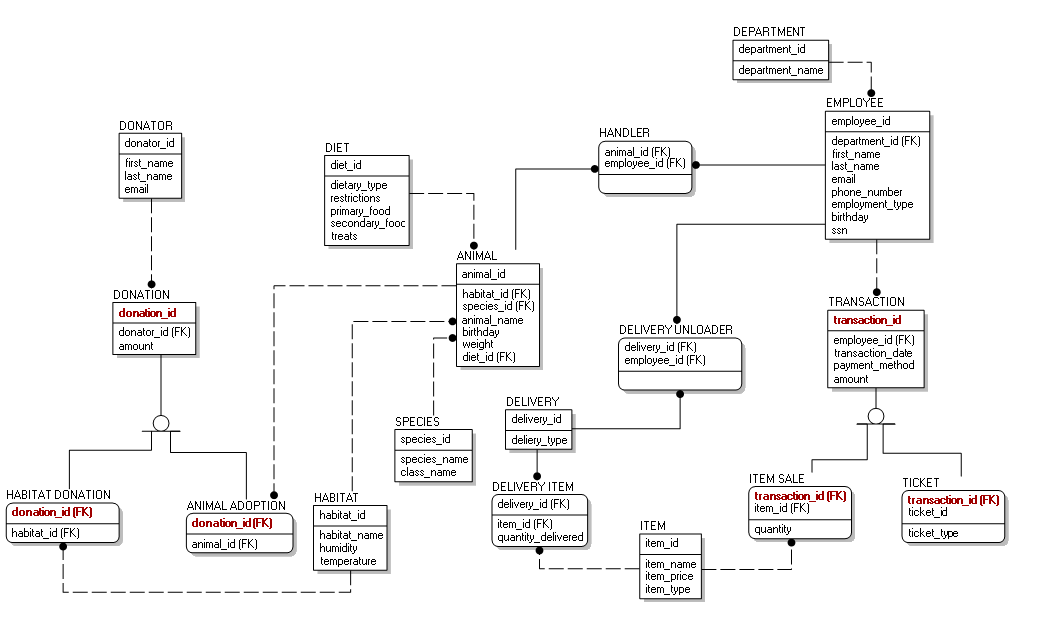 DEPARTMENT
department_id
department_name
EMPLOYEE
employee_id
department_id (FK)
first_name
last_name
email
phone_number
employment_type
birthday
ssn
HANDLER
animal_id (FK)
employee_id (FK)
DONATOR
donator_id
first_name
last_name
email
DIET
diet_id
dietary_type
restrictions
primary_food
secondary_food
treats
ANIMAL
animal_id
habitat_id (FK)
species_id (FK)
animal_name
birthday
weight
diet_id (FK)
DONATION
donation_id
donator_id (FK)
amount
TRANSACTION
transaction_id
employee_id (FK)
transaction_date
payment_method
amount
DELIVERY UNLOADER
delivery_id (FK)
employee_id (FK)
DELIVERY
delivery_id
deliery_type
SPECIES
species_id
species_name
class_name
HABITAT DONATION
donation_id (FK)
habitat_id (FK)
ANIMAL ADOPTION
donation_id (FK)
animal_id (FK)
HABITAT
habitat_id
habitat_name
humidity
temperature
DELIVERY ITEM
delivery_id (FK)
item_id (FK)
quantity_delivered
ITEM
item_id
item_name
item_price
item_type
ITEM SALE
transaction_id (FK)
item_id (FK)
quantity
TICKET
transaction_id (FK)
ticket_id
ticket_type